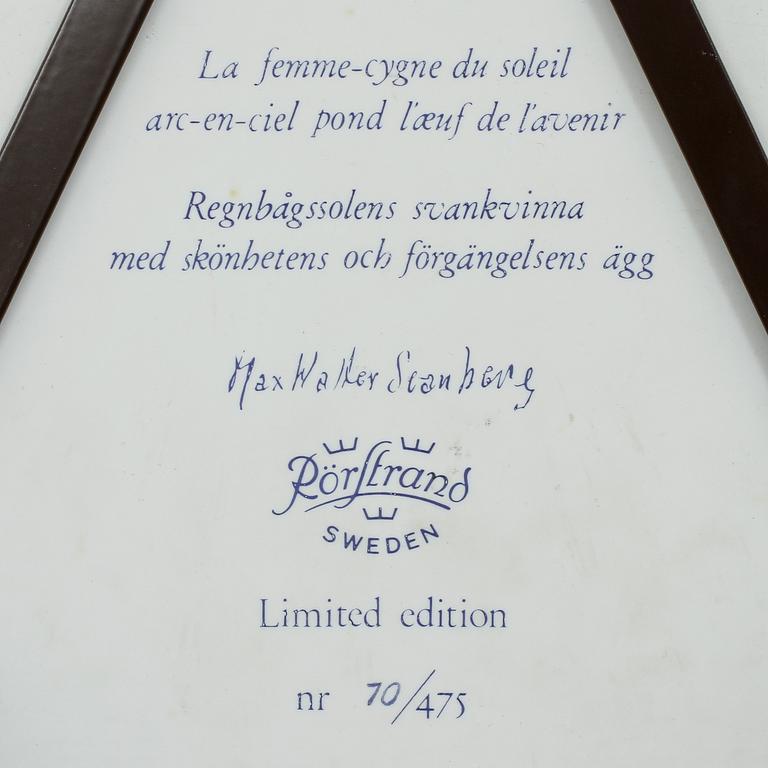 La femme-cygne du soleil
arc-en-ciel pond l'œuf de l'avenir
Regnbågssolens svankvinna
med skönhetens och förgängelsens ägg
Max Walter Svanberg
Rörstrand
SWEDEN
Limited edition
nr 70/475